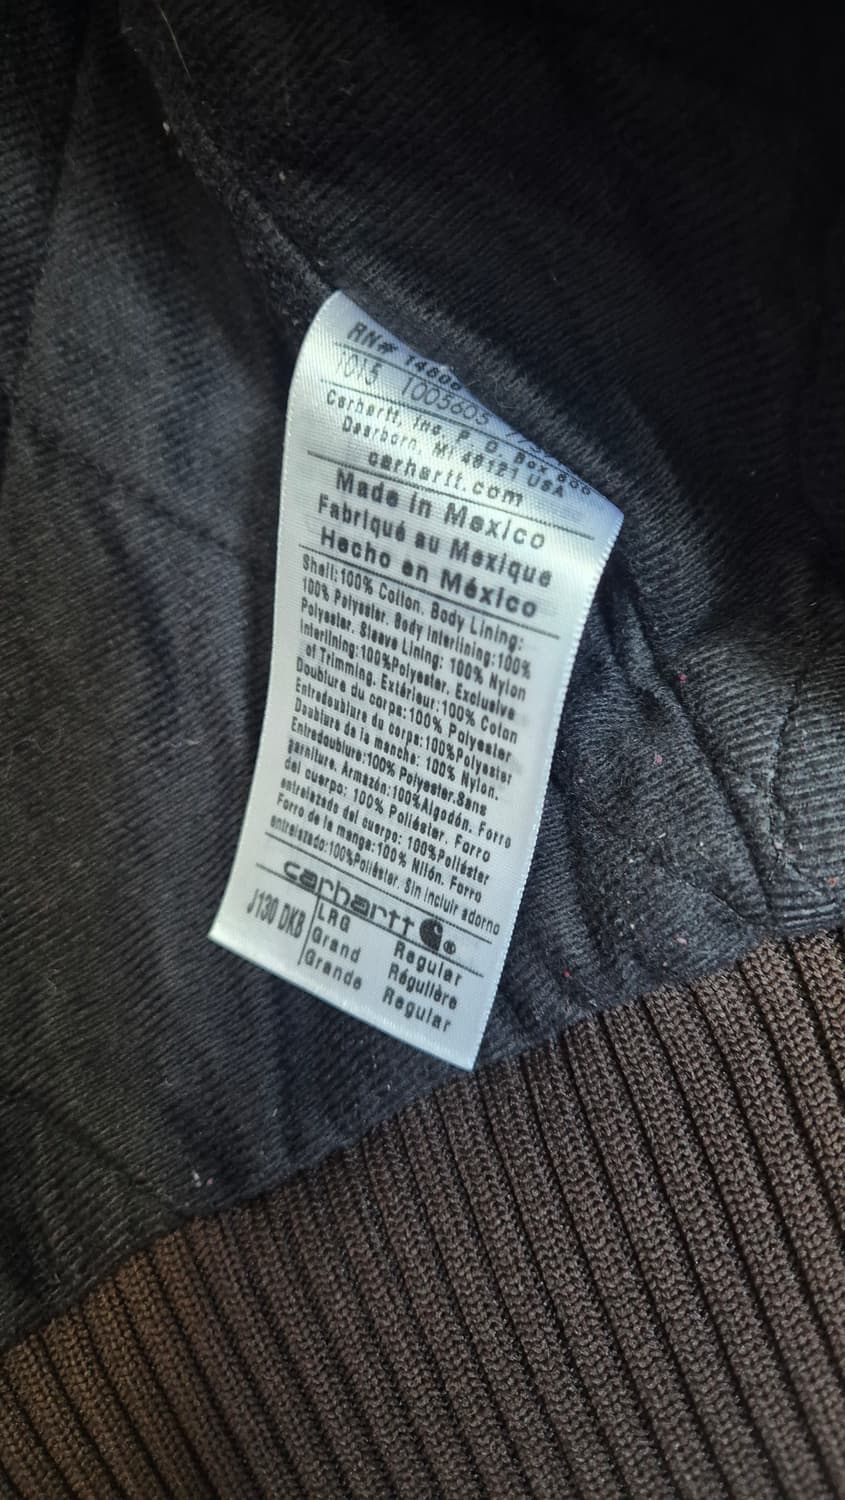 RN# 14806
1015 1005605
Carhartt, Inc. P. O. Box 600
Dearborn, MI 48121 USA
carhartt.com
Made in Mexico
Fabriqué au Mexique
Hecho en México
Shell:100% Cotton. Body Lining:
100% Polyester. Body Interlining:100%
Polyester. Sleeve Lining: 100% Nylon
Interlining:100%Polyester. Exclusive
of Trimming. Extérieur:100% Coton
Doublure du corps:100% Polyester
Entredoublure du corps:100%Polyester
Doublure de la manche: 100% Nylon.
Entredoublure:100% Polyester.Sans
garniture. Armazón:100%Algodón. Forro
del cuerpo: 100% Poliéster. Forro
entrelazado del cuerpo: 100%Poliéster
Forro de la manga:100% Nilón. Forro
entrelazado:100%Poliéster. Sin incluir adorno
carhartt ®
J130 DKB
LRG Regular
Grand Régulière
Grande Regular